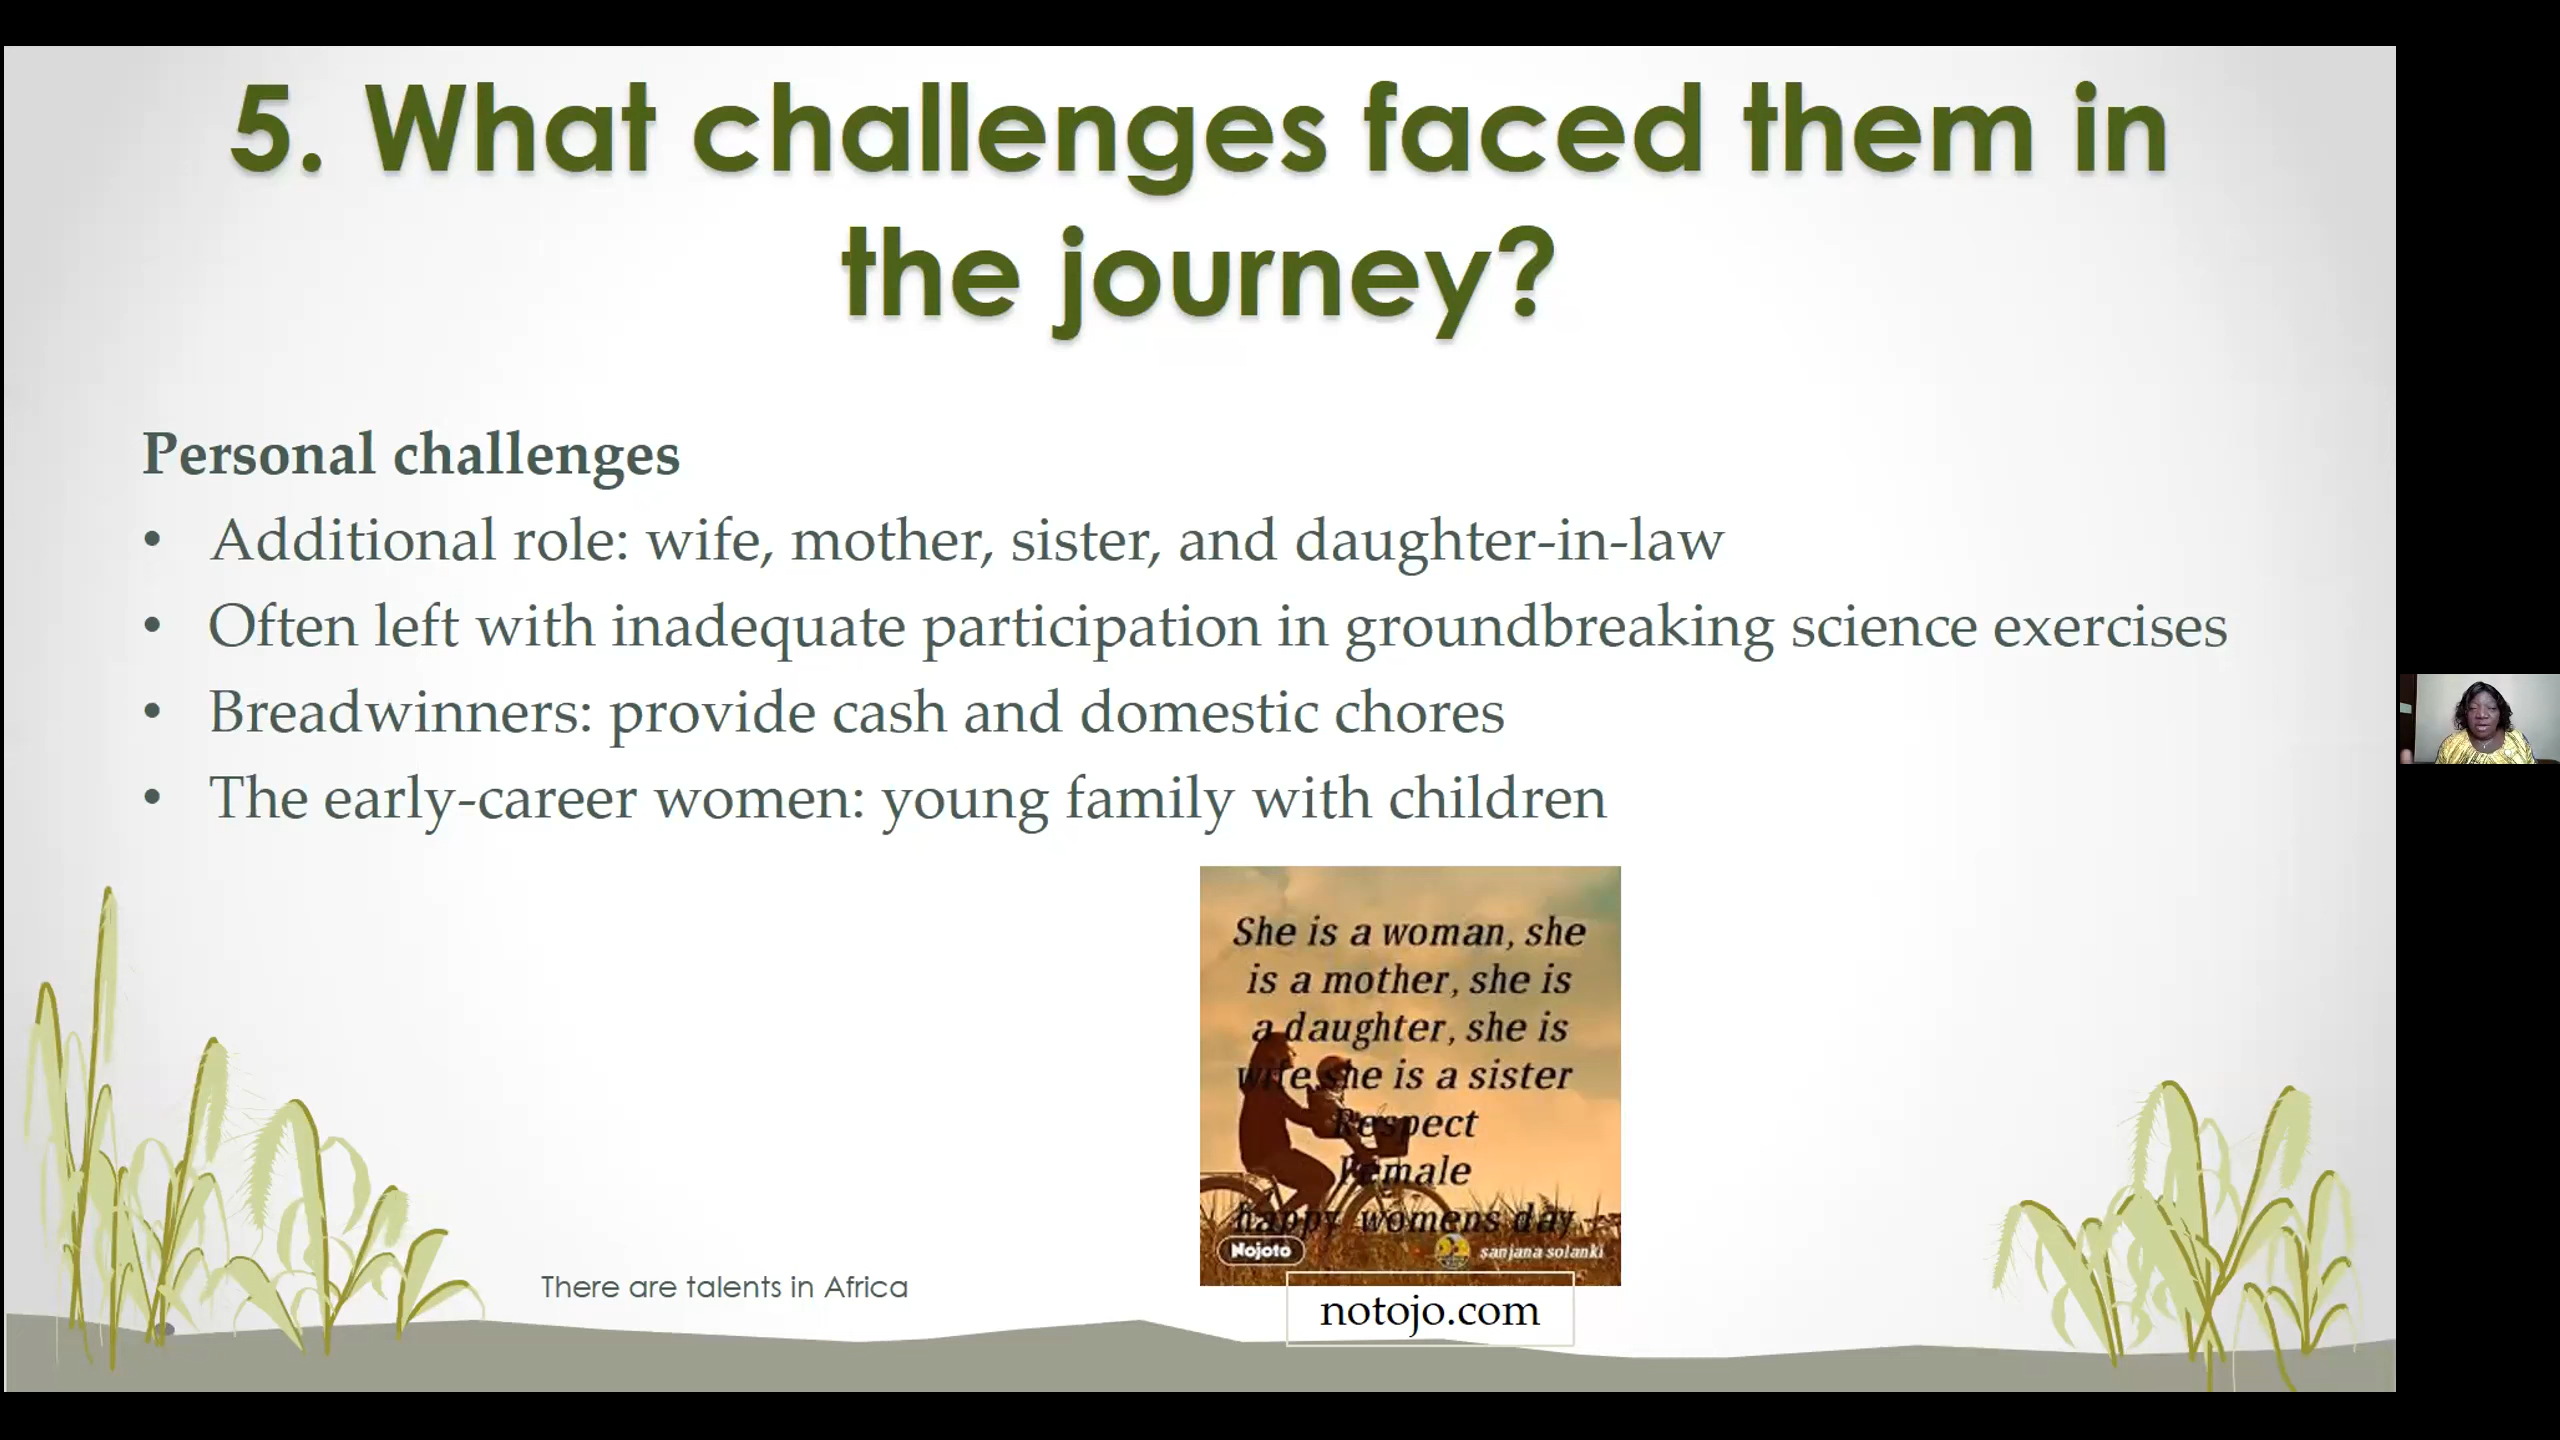 5. What challenges faced them in
the journey?
Personal challenges
• Additional role: wife, mother, sister, and daughter-in-law
• Often left with inadequate participation in groundbreaking science exercises
• Breadwinners: provide cash and domestic chores
• The early-career women: young family with children
She is a woman, she
is a mother, she is
a daughter, she is
wife she is a sister
Respect
Female
happy womens day
Nojoto
sanjana solanki
There are talents in Africa
notojo.com